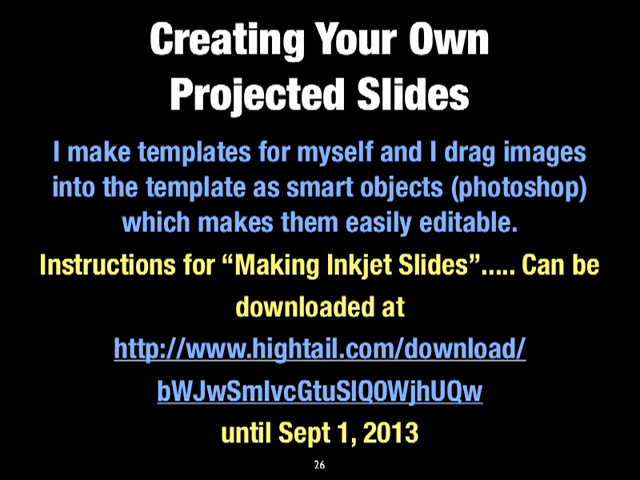 Creating Your Own
Projected Slides
I make templates for myself and I drag images
into the template as smart objects (photoshop)
which makes them easily editable.
Instructions for “Making Inkjet Slides”..... Can be
downloaded at
http://www.hightail.com/download/
bWJwSmlvcGtuSlQ0WjhUQw
until Sept 1, 2013
26